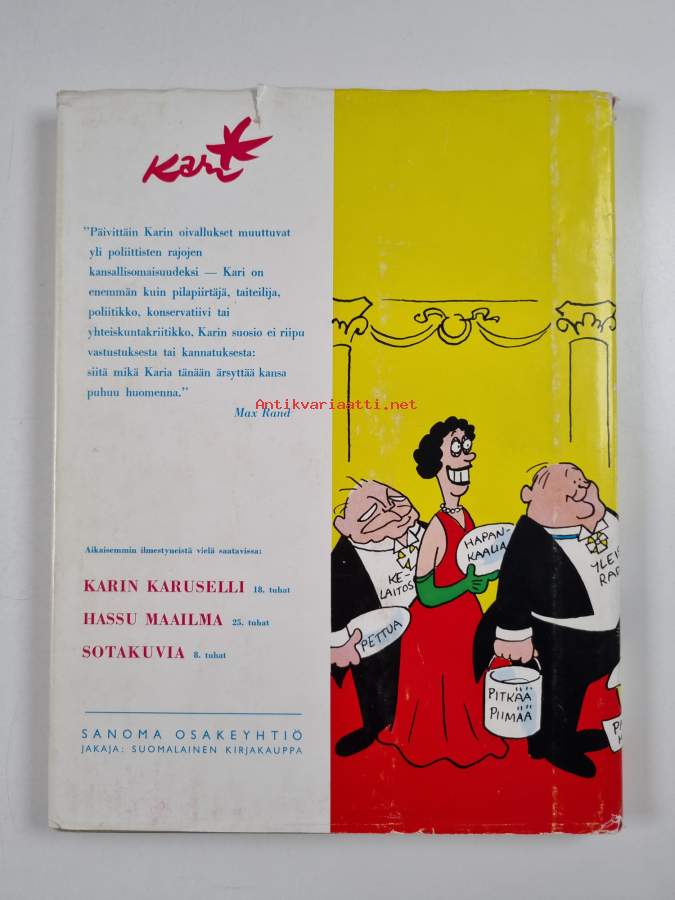 Kari
"Päivittäin Karin oivallukset muuttuvat
yli poliittisten rajojen
kansallisomaisuudeksi — Kari on
enemmän kuin pilapiirtäjä, taiteilija,
poliitikko, konservatiivi tai
yhteiskuntakriitikko. Karin suosio ei riipu
vastustuksesta tai kannatuksesta:
siitä mikä Karia tänään ärsyttää kansa
puhuu huomenna."
Antikvariaatti.net
Max Rand
Aikaisemmin ilmestyneistä vielä saatavissa:
KARIN KARUSELLI 18. tuhat
HASSU MAAILMA 25. tuhat
SOTAKUVIA 8. tuhat
SANOMA OSAKEYHTIÖ
JAKAJA: SUOMALAINEN KIRJAKAUPPA
KE-
LAITOS
PETTUA
HAPAN-
KAALIA
YLEIS
RAD
PITKÄÄ
PIIMÄÄ